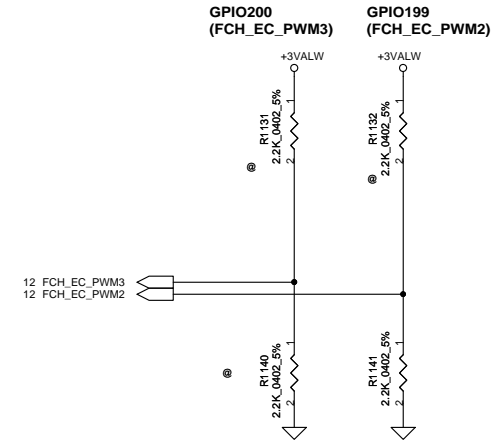 GPIO200
(FCH_EC_PWM3)
GPIO199
(FCH_EC_PWM2)
+3VALW
+3VALW
1
R1131
2.2K_0402_5%
2
@
1
R1132
2.2K_0402_5%
2
@
12 FCH_EC_PWM3
12 FCH_EC_PWM2
1
R1140
2.2K_0402_5%
2
@
1
R1141
2.2K_0402_5%
2